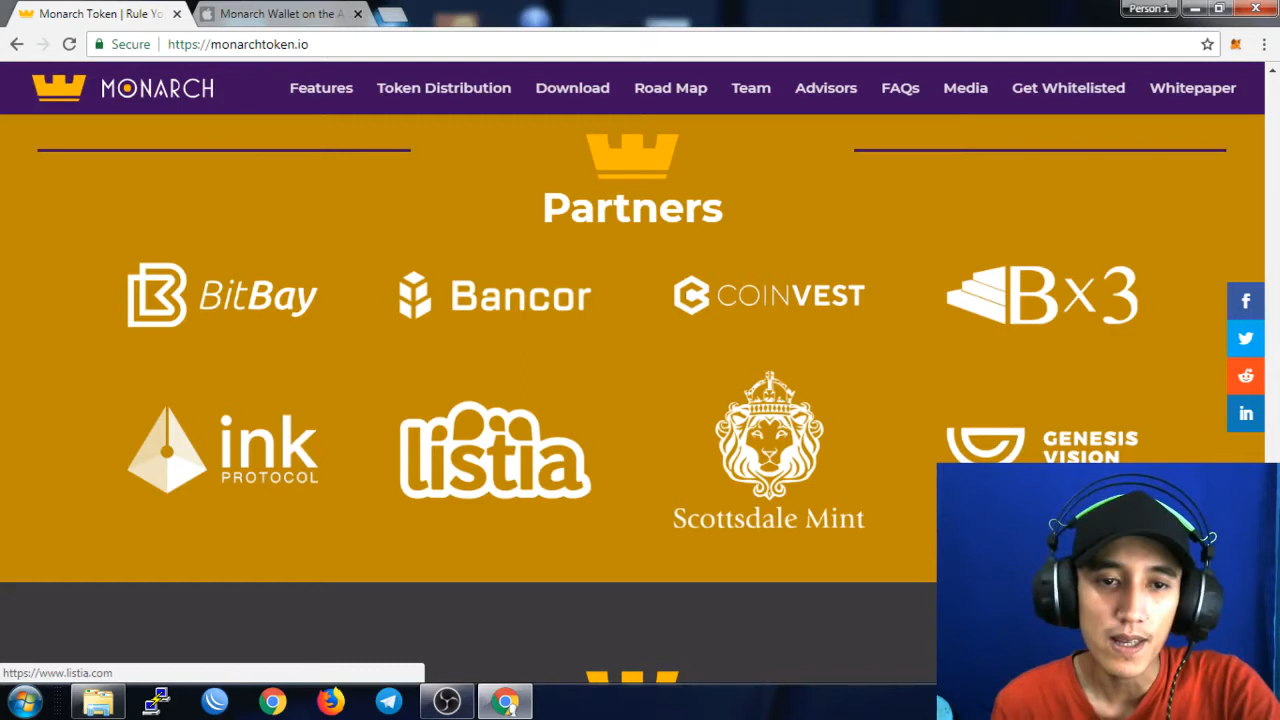 Monarch Token | Rule Yo
Monarch Wallet on the A
Person 1
Secure
https://monarchtoken.io
MONARCH
Features
Token Distribution
Download
Road Map
Team
Advisors
FAQs
Media
Get Whitelisted
Whitepaper
Partners
BitBay
Bancor
COINVEST
Bx3
ink
PROTOCOL
listia
Scottsdale Mint
GENESIS
VISION
https://www.listia.com